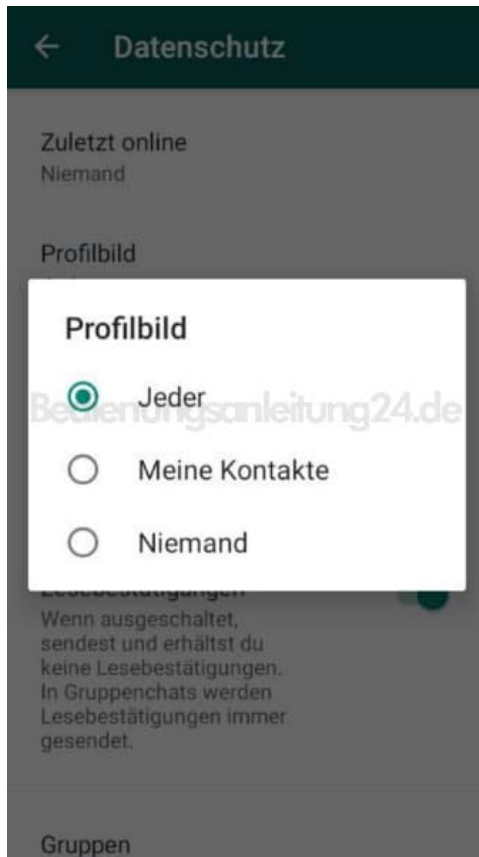 Datenschutz
Zuletzt online
Niemand
Profilbild
Profilbild
Jeder
Bedienungsanleitung24.de
Meine Kontakte
Niemand
Lesebestätigungen
Wenn ausgeschaltet,
sendest und erhältst du
keine Lesebestätigungen.
In Gruppenchats werden
Lesebestätigungen immer
gesendet.
Gruppen